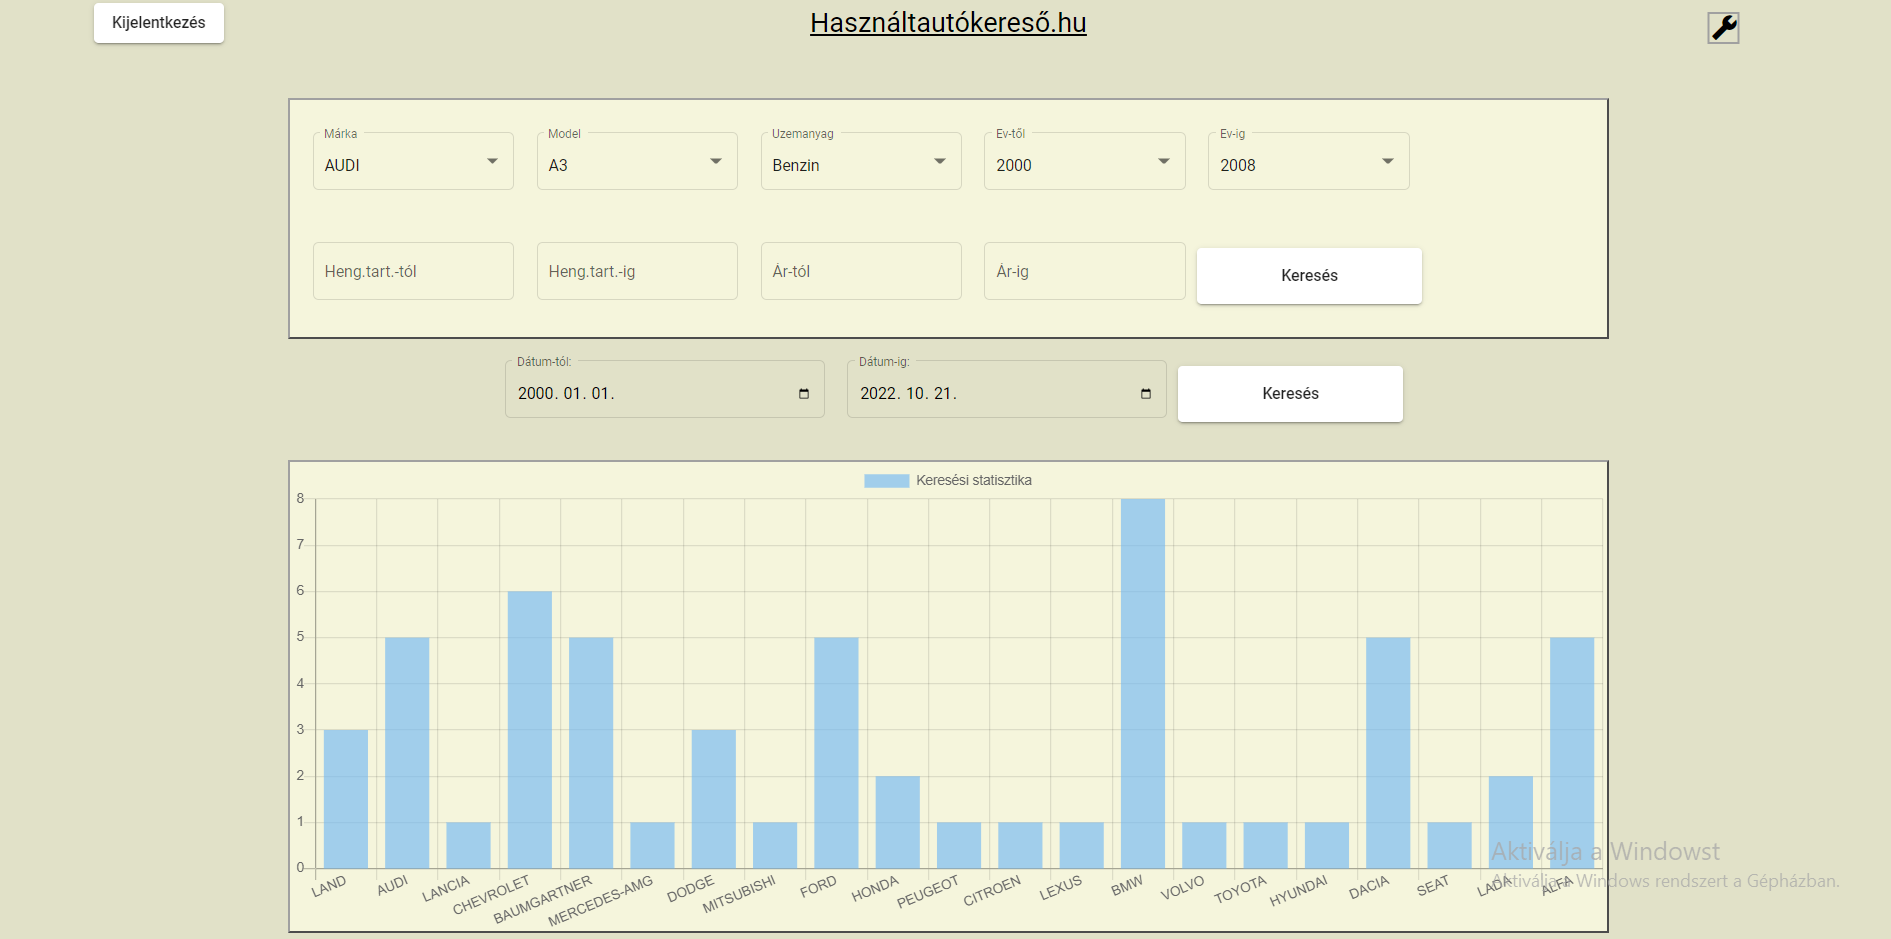 Kijelentkezés
Használtautókereső.hu
Márka Model Uzemanyag Ev-től Ev-ig
AUDI A3 Benzin 2000 2008
Heng.tart.-tól Heng.tart.-ig Ár-tól Ár-ig Keresés
Dátum-tól: Dátum-ig:
2000. 01. 01. 2022. 10. 21. Keresés
Keresési statisztika
8
7
6
5
4
3
2
1
0
LAND AUDI LANCIA CHEVROLET BAUMGARTNER MERCEDES-AMG DODGE MITSUBISHI FORD HONDA PEUGEOT CITROEN LEXUS BMW VOLVO TOYOTA HYUNDAI DACIA SEAT LADA ALFA
Aktiválja a Windowst
Aktiválja a Windows rendszert a Gépházban.